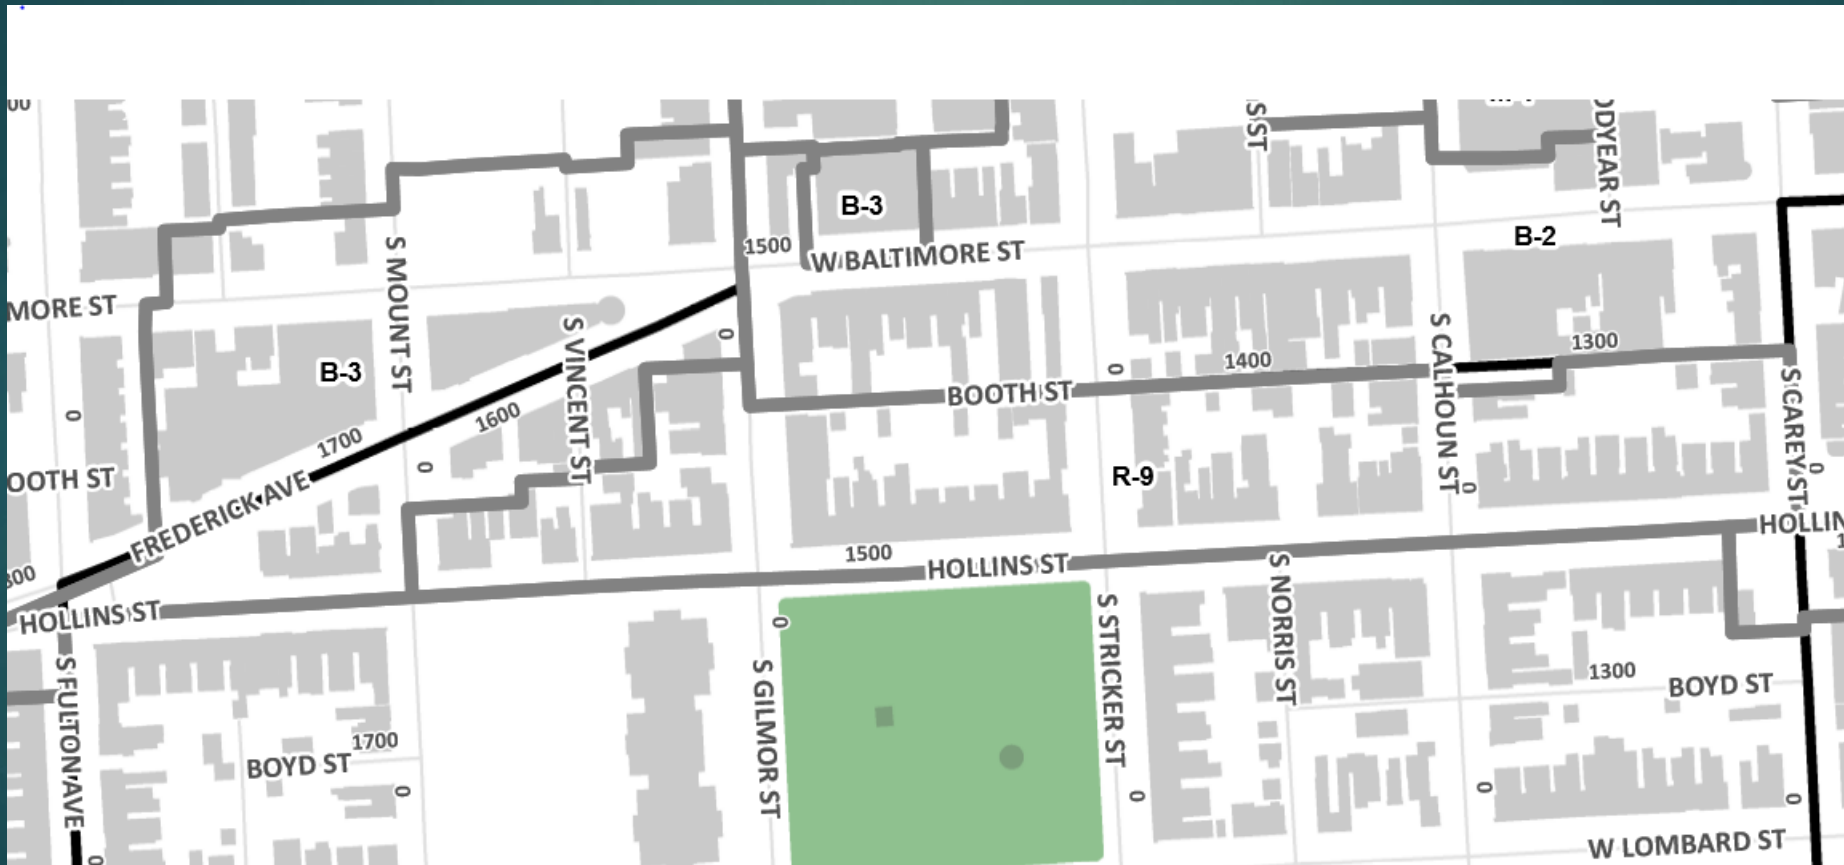 00
S ST
ODYEAR ST
B-3
1500
W BALTIMORE ST
B-2
S MOUNT ST
MORE ST
B-3
S VINCENT ST
0
S CALHOUN ST
1300
0
1400
BOOTH ST
S CAREY ST
0
1600
1700
0
OOTH ST
R-9
0
0
FREDERICK AVE
HOLLIN
1500
HOLLINS ST
300
HOLLINS ST
0
S NORRIS ST
S STRICKER ST
S FULTON AVE
S GILMOR ST
1300
BOYD ST
1700
BOYD ST
0
0
0
0
W LOMBARD ST
0